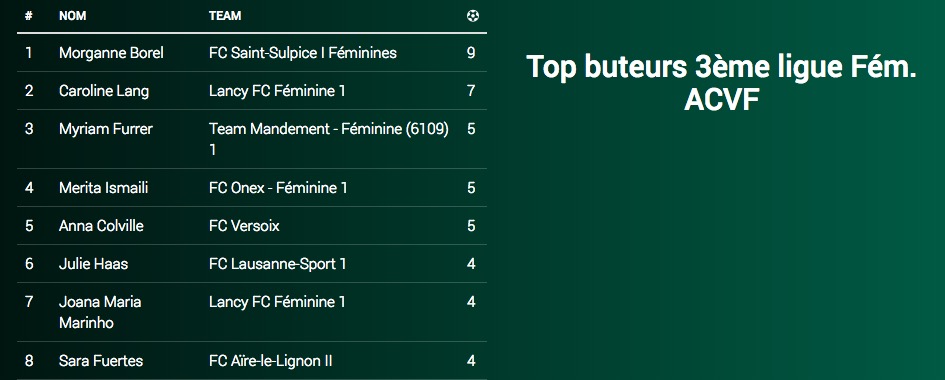 # NOM TEAM
1 Morganne Borel FC Saint-Sulpice I Féminines 9
2 Caroline Lang Lancy FC Féminine 1 7
3 Myriam Furrer Team Mandement - Féminine (6109) 5
1
4 Merita Ismaili FC Onex - Féminine 1 5
5 Anna Colville FC Versoix 5
6 Julie Haas FC Lausanne-Sport 1 4
7 Joana Maria Lancy FC Féminine 1 4
Marinho
8 Sara Fuertes FC Aïre-le-Lignon II 4
Top buteurs 3ème ligue Fém.
ACVF